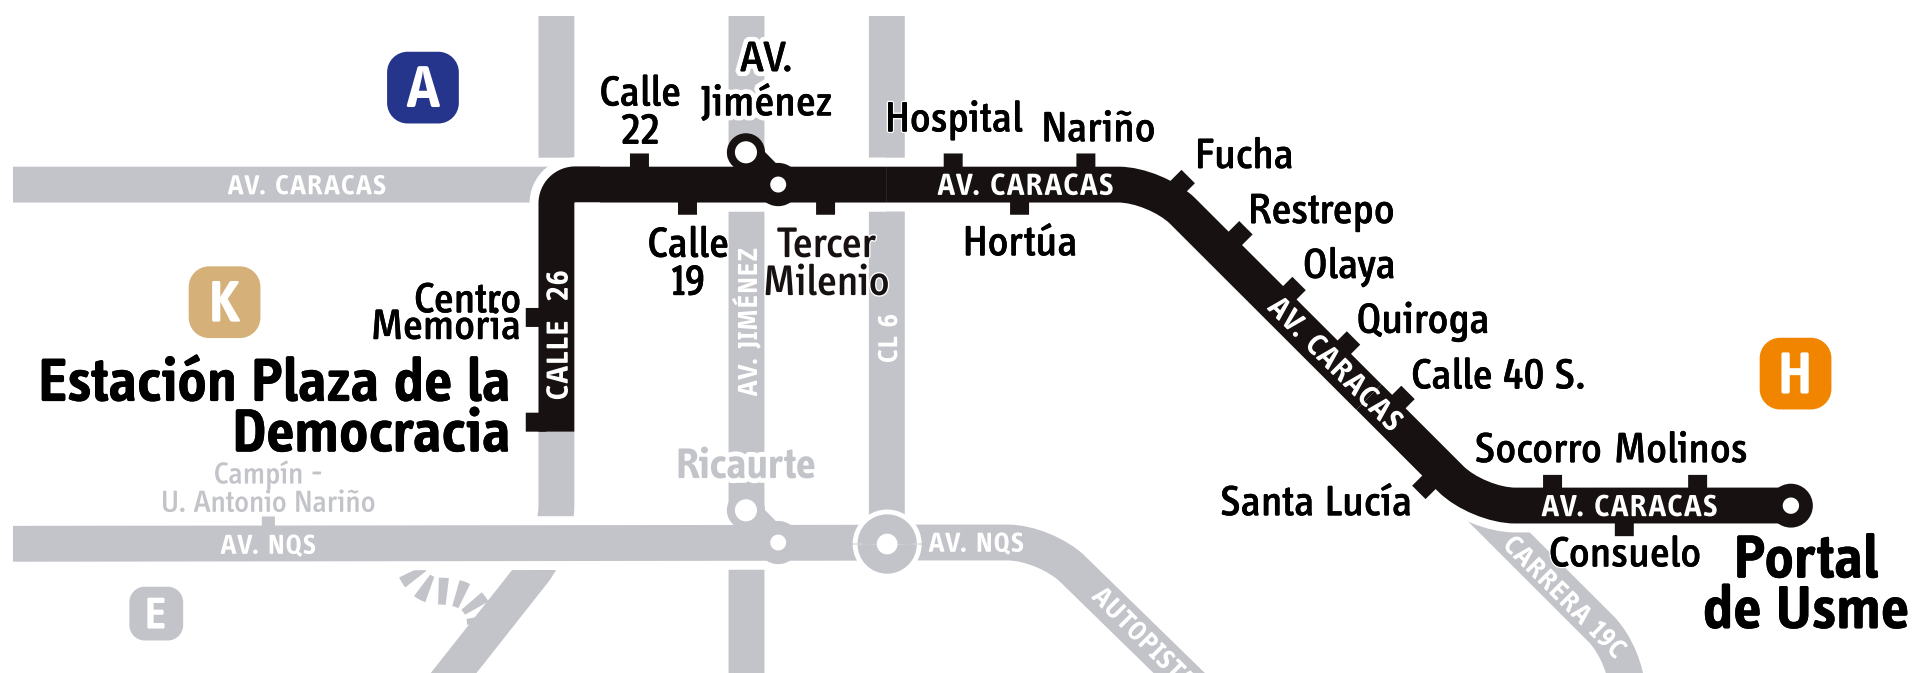 A
Calle
22
AV.
Jiménez
Hospital
Nariño
Fucha
AV. CARACAS
AV. CARACAS
Restrepo
Calle
19
Tercer
Milenio
Hortúa
Olaya
K
Centro
Memoria
CALLE 26
AV. JIMÉNEZ
CL 6
Quiroga
AV. CARACAS
Estación Plaza de la
Democracia
Calle 40 S.
H
Socorro
Molinos
Campín -
U. Antonio Nariño
Ricaurte
Santa Lucía
AV. CARACAS
AV. NQS
AV. NQS
CARRERA 19C
Consuelo
Portal
de Usme
E
AUTOPISTA